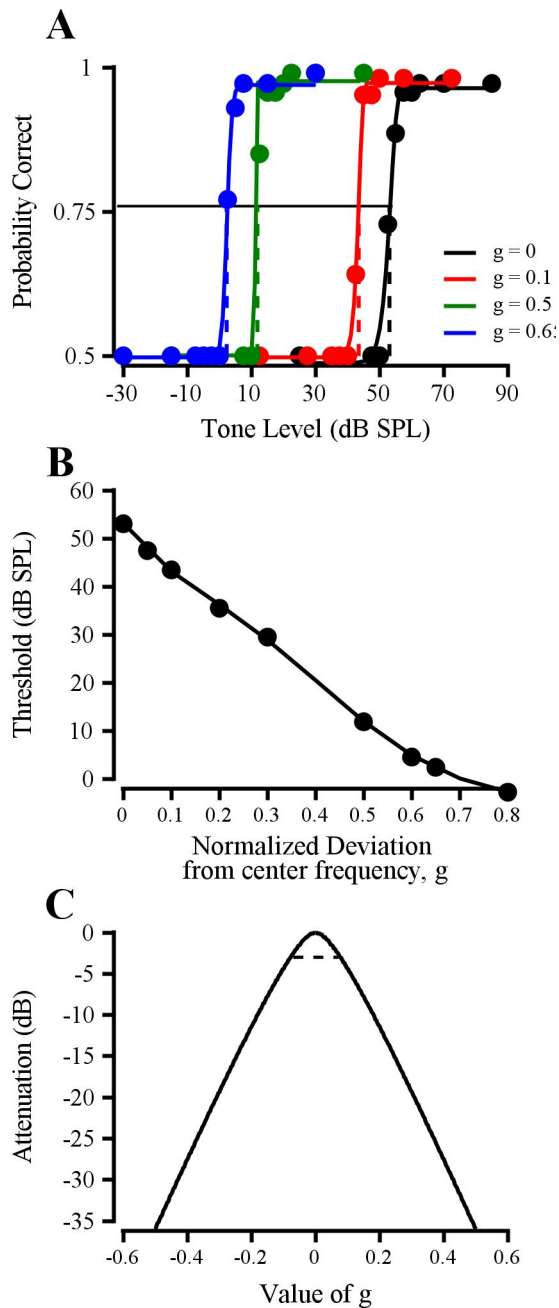 A
Probability Correct
1
0.75
0.5
g = 0
g = 0.1
g = 0.5
g = 0.65
-30 -10 10 30 50 70 90
Tone Level (dB SPL)
B
Threshold (dB SPL)
60
50
40
30
20
10
0
0 0.1 0.2 0.3 0.4 0.5 0.6 0.7 0.8
Normalized Deviation
from center frequency, g
C
Attenuation (dB)
0
-5
-10
-15
-20
-25
-30
-35
-0.6 -0.4 -0.2 0 0.2 0.4 0.6
Value of g